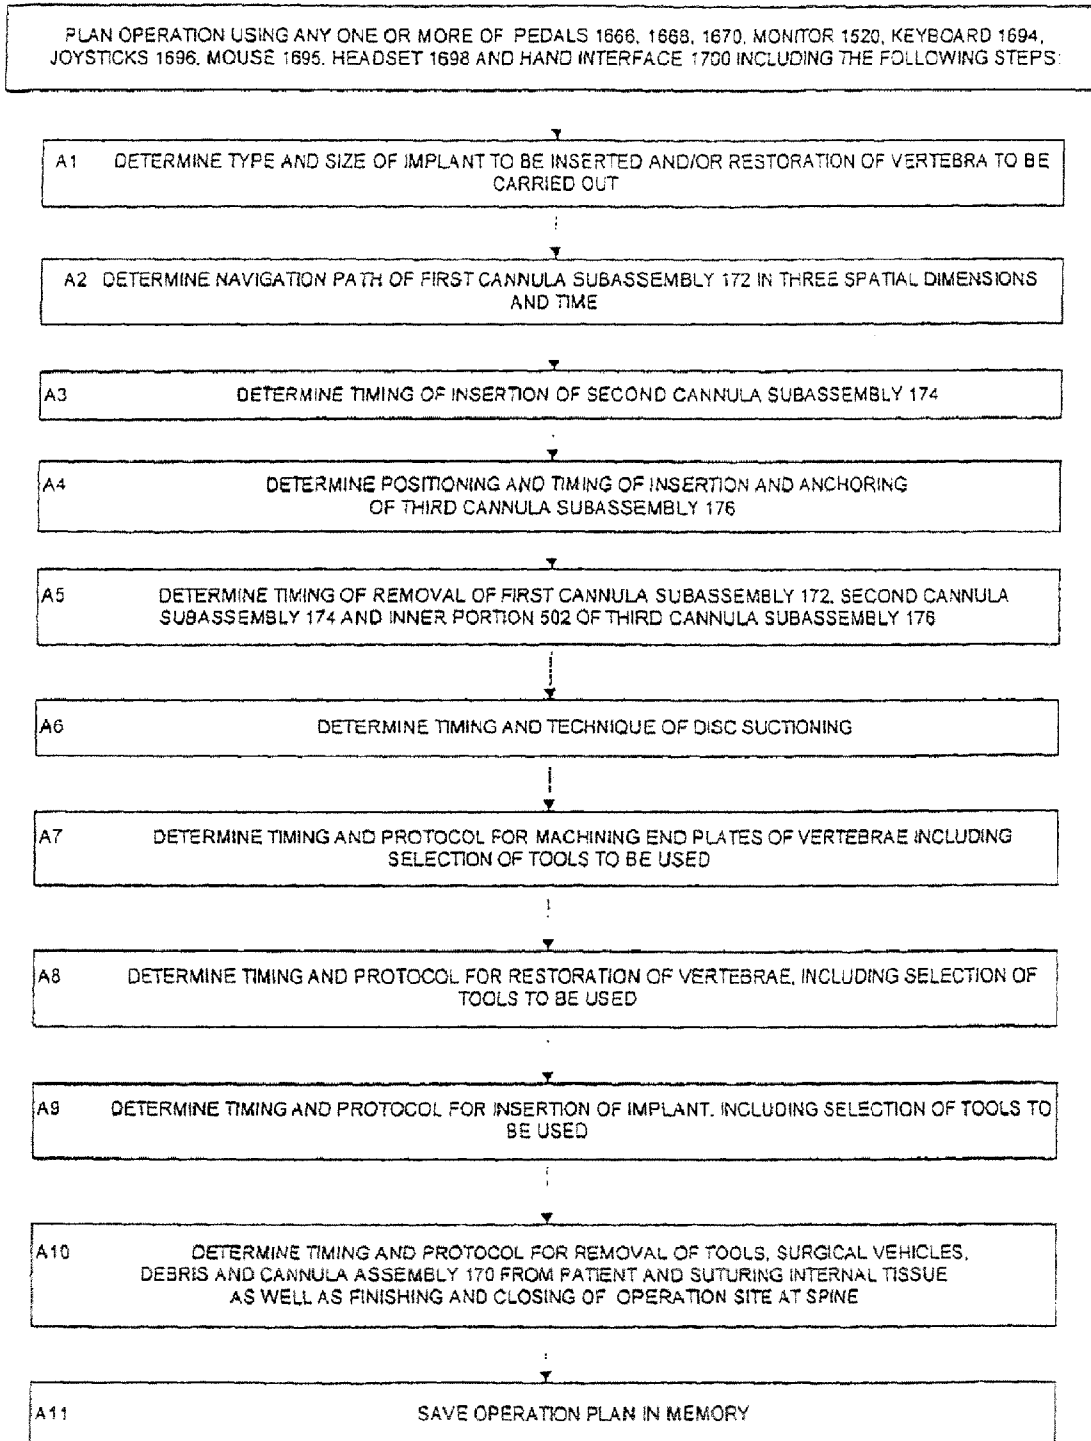 PLAN OPERATION USING ANY ONE OR MORE OF PEDALS 1666, 1668, 1670, MONITOR 1520, KEYBOARD 1694,
JOYSTICKS 1696, MOUSE 1695, HEADSET 1698 AND HAND INTERFACE 1700 INCLUDING THE FOLLOWING STEPS:
A1 DETERMINE TYPE AND SIZE OF IMPLANT TO BE INSERTED AND/OR RESTORATION OF VERTEBRA TO BE
CARRIED OUT
A2 DETERMINE NAVIGATION PATH OF FIRST CANNULA SUBASSEMBLY 172 IN THREE SPATIAL DIMENSIONS
AND TIME
A3 DETERMINE TIMING OF INSERTION OF SECOND CANNULA SUBASSEMBLY 174
A4 DETERMINE POSITIONING AND TIMING OF INSERTION AND ANCHORING
OF THIRD CANNULA SUBASSEMBLY 176
A5 DETERMINE TIMING OF REMOVAL OF FIRST CANNULA SUBASSEMBLY 172, SECOND CANNULA
SUBASSEMBLY 174 AND INNER PORTION 502 OF THIRD CANNULA SUBASSEMBLY 176
A6 DETERMINE TIMING AND TECHNIQUE OF DISC SUCTIONING
A7 DETERMINE TIMING AND PROTOCOL FOR MACHINING END PLATES OF VERTEBRAE INCLUDING
SELECTION OF TOOLS TO BE USED
A8 DETERMINE TIMING AND PROTOCOL FOR RESTORATION OF VERTEBRAE, INCLUDING SELECTION OF
TOOLS TO BE USED
A9 DETERMINE TIMING AND PROTOCOL FOR INSERTION OF IMPLANT, INCLUDING SELECTION OF TOOLS TO
BE USED
A10 DETERMINE TIMING AND PROTOCOL FOR REMOVAL OF TOOLS, SURGICAL VEHICLES,
DEBRIS AND CANNULA ASSEMBLY 170 FROM PATIENT AND SUTURING INTERNAL TISSUE
AS WELL AS FINISHING AND CLOSING OF OPERATION SITE AT SPINE
A11 SAVE OPERATION PLAN IN MEMORY